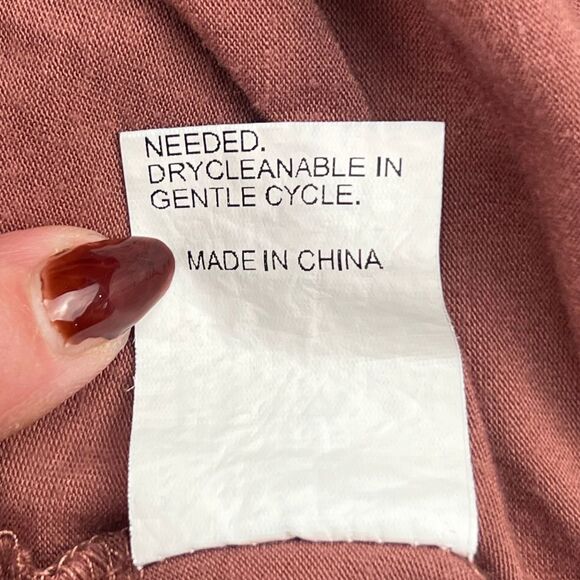 NEEDED.
DRYCLEANABLE IN
GENTLE CYCLE.
MADE IN CHINA